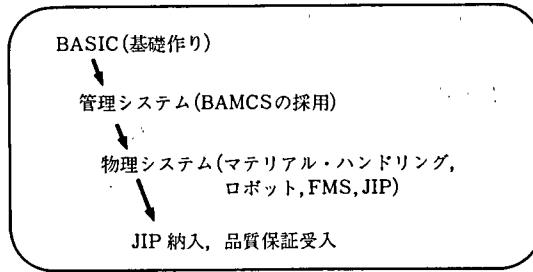 BASIC(基礎作り)
管理システム(BAMCSの採用)
物理システム(マテリアル・ハンドリング,
ロボット,FMS,JIP)
JIP 納入, 品質保証受入